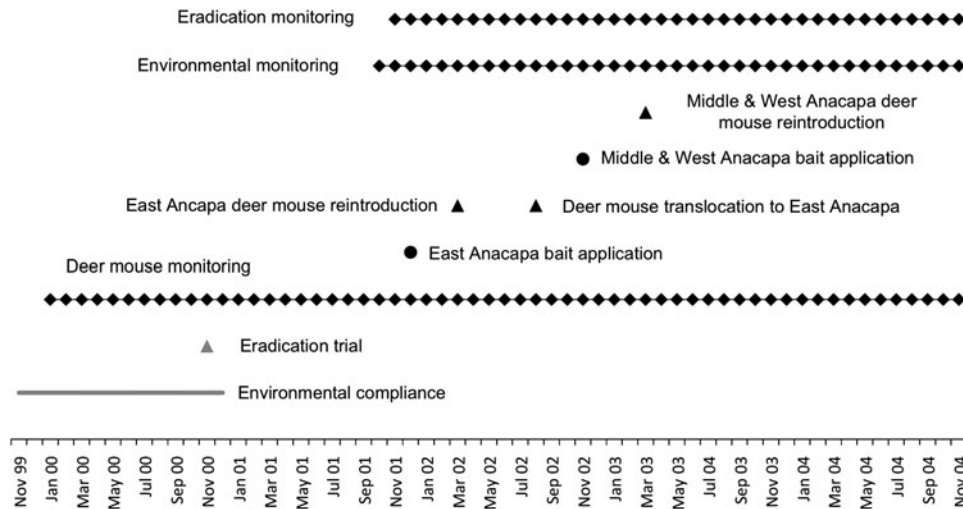 Eradication monitoring
Environmental monitoring
Middle & West Anacapa deer
mouse reintroduction
Middle & West Anacapa bait application
East Ancapa deer mouse reintroduction
Deer mouse translocation to East Anacapa
East Anacapa bait application
Deer mouse monitoring
Eradication trial
Environmental compliance
Nov 99
Jan 00
Mar 00
May 00
Jul 00
Sep 00
Nov 00
Jan 01
Mar 01
May 01
Jul 01
Sep 01
Nov 01
Jan 02
Mar 02
May 02
Jul 02
Sep 02
Nov 02
Jan 03
Mar 03
May 03
Jul 03
Sep 03
Nov 03
Jan 04
Mar 04
May 04
Jul 04
Sep 04
Nov 04